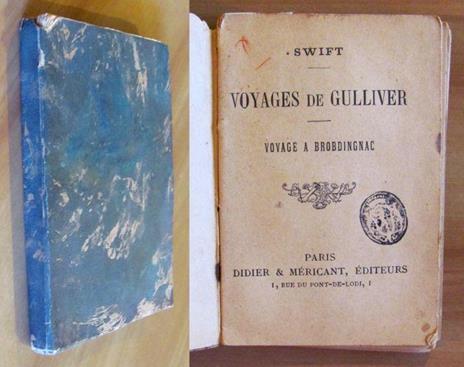 SWIFT
VOYAGES DE GULLIVER
VOYAGE A BROBDINGNAC
PARIS
DIDIER & MÉRICANT, ÉDITEURS
1, RUE DU PONT-DE-LODI, 1